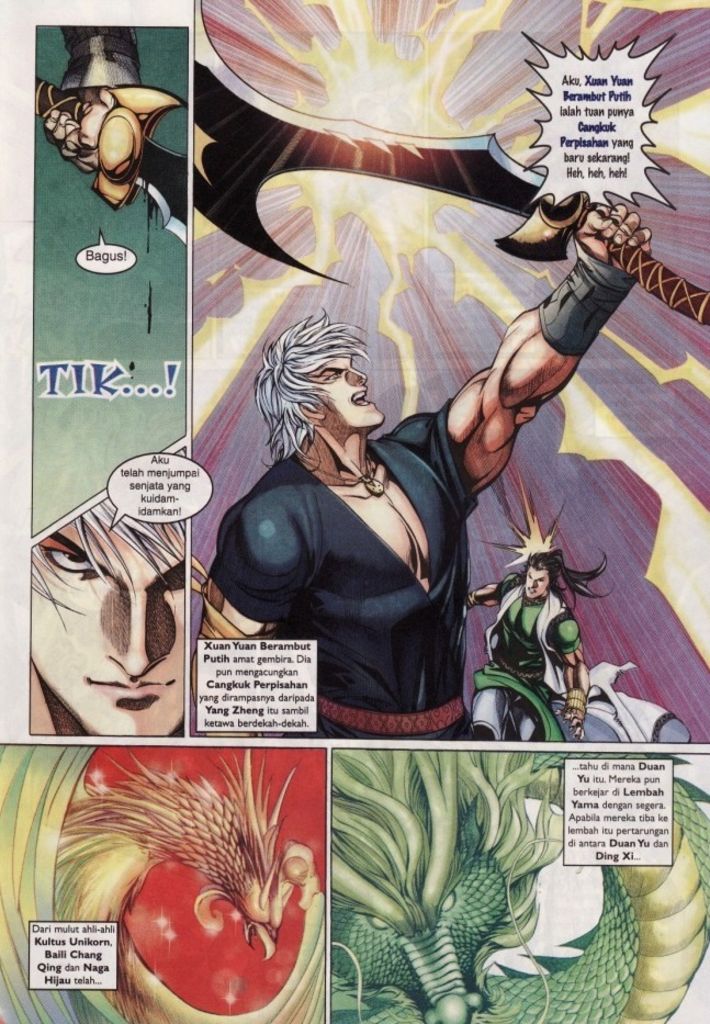 Bagus!
TIK...!
Aku
telah menjumpai
senjata yang
kuidam-
idamkan!
Aku, Xuan Yuan
Berambut Putih
ialah tuan punya
Cangkuk
Perpisahan yang
baru sekarang!
Heh, heh, heh!
Xuan Yuan Berambut
Putih amat gembira. Dia
pun mengacungkan
Cangkuk Perpisahan
yang dirampasnya daripada
Yang Zheng itu sambil
ketawa berdekah-dekah.
Dari mulut ahli-ahli
Kultus Unikorn,
Baili Chang
Qing dan Naga
Hijau telah...
...tahu di mana Duan
Yu itu. Mereka pun
berkejar di Lembah
Yama dengan segera.
Apabila mereka tiba ke
lembah itu pertarungan
di antara Duan Yu dan
Ding Xi...